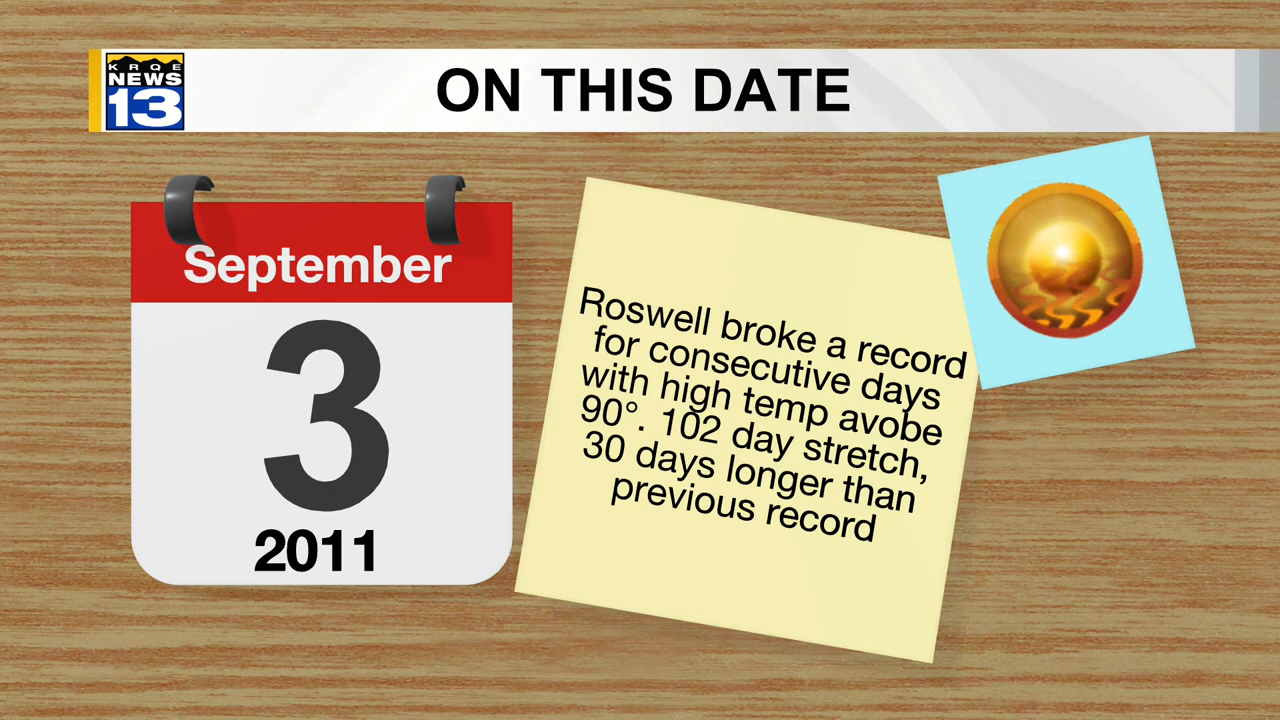 KRQE
NEWS
13
ON THIS DATE
September
3
2011
Roswell broke a record
for consecutive days
with high temp avobe
90°. 102 day stretch,
30 days longer than
previous record